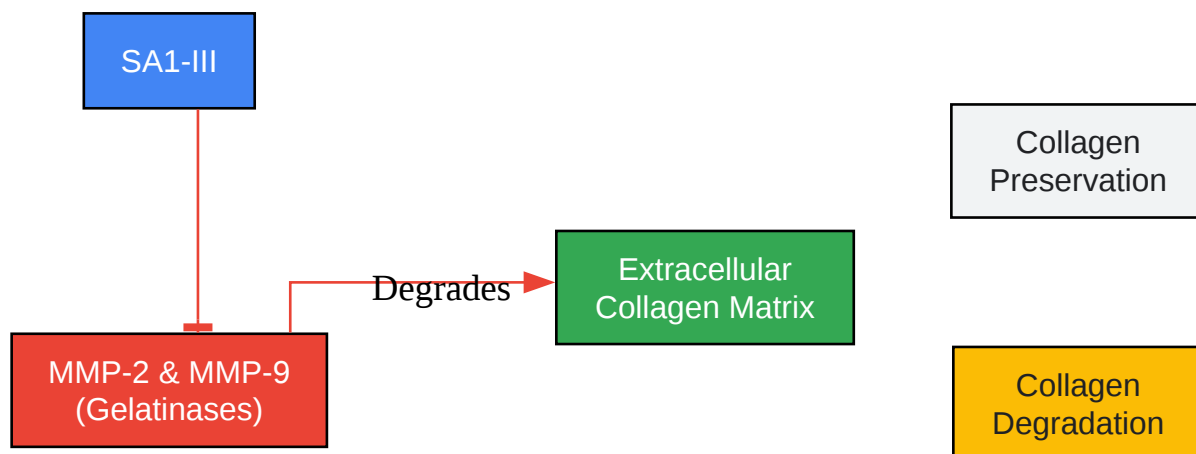 SA1-III
Collagen
Preservation
Extracellular
Collagen Matrix
Degrades
MMP-2 & MMP-9
(Gelatinases)
Collagen
Degradation